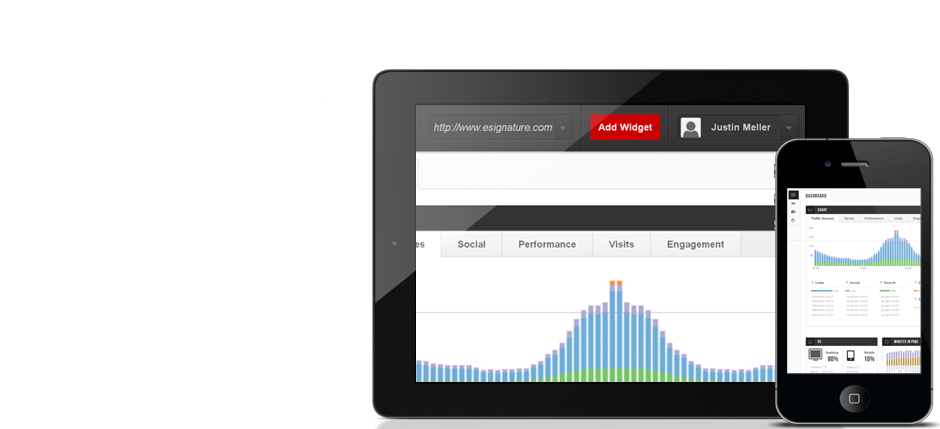 http://www.esignature.com
Add Widget
Justin Meller
es
Social
Performance
Visits
Engagement
DASHBOARD
CHART
Traffic Sources
Social
Performance
Visits
Links
Social
Search
OS
MINUTES IN PAGE
Desktop
90%
Mobile
10%